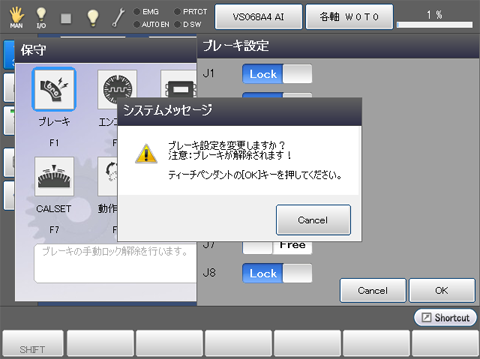 MAN
I/O
EMG
PRTCT
AUTO EN
D SW
VS068A4 AI
各軸 W0T0
1 %
保守
ブレーキ設定
J1
Lock
ブレーキ
F1
CALSET
F7
動作
システムメッセージ
ブレーキ設定を変更しますか？
注意：ブレーキが解除されます！
ティーチペンダントの[OK]キーを押してください。
Cancel
J7
Free
J8
Lock
ブレーキの手動ロック解除を行います。
Cancel
OK
Shortcut
SHIFT